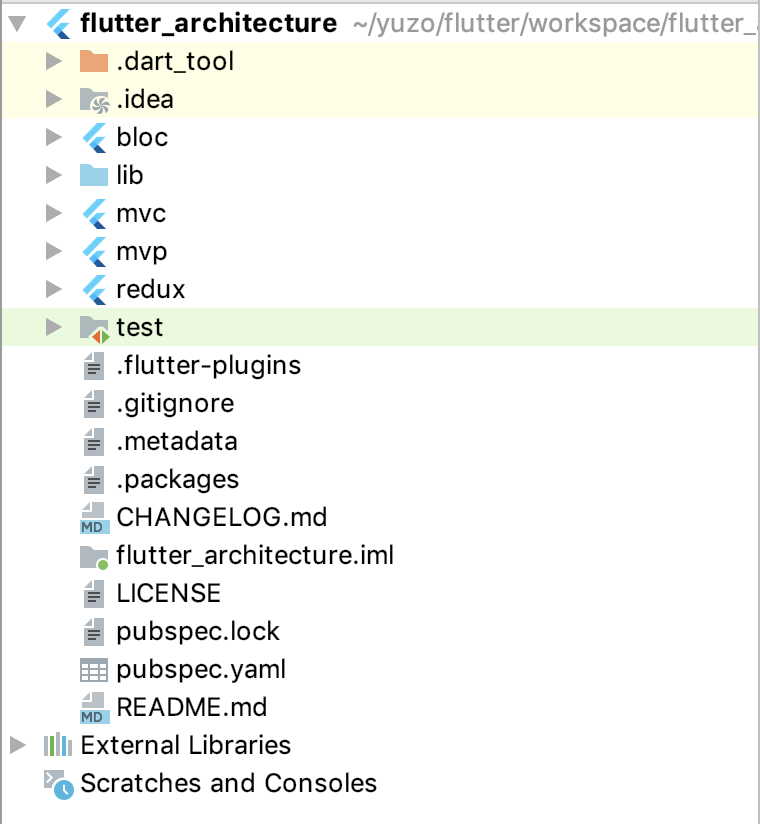 flutter_architecture ~/yuzo/flutter/workspace/flutter_
.dart_tool
.idea
bloc
lib
mvc
mvp
redux
test
.flutter-plugins
.gitignore
.metadata
.packages
MD CHANGELOG.md
flutter_architecture.iml
LICENSE
pubspec.lock
pubspec.yaml
MD README.md
External Libraries
Scratches and Consoles